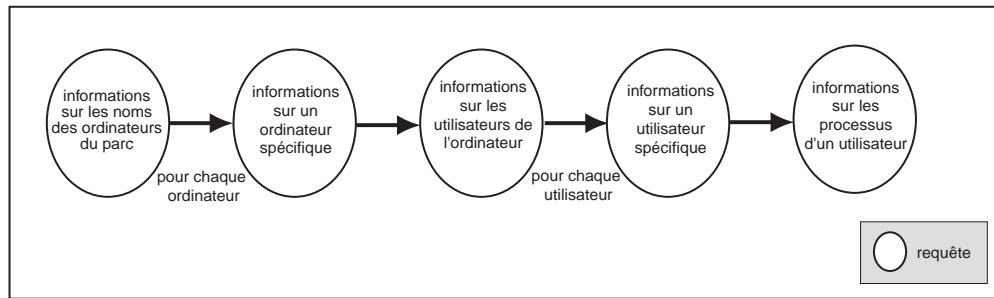 informations
sur les noms
des ordinateurs
du parc
pour chaque
ordinateur
informations
sur un
ordinateur
spécifique
informations
sur les
utilisateurs de
l'ordinateur
pour chaque
utilisateur
informations
sur un
utilisateur
spécifique
informations
sur les
processus
d'un utilisateur
requête